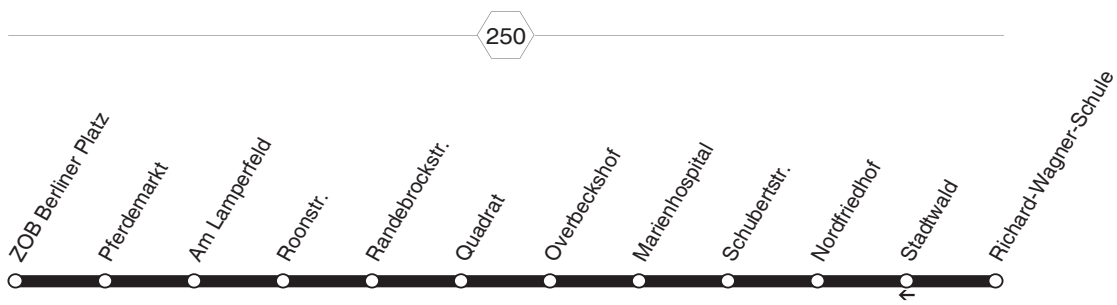 250
ZOB Berliner Platz
Pferdemarkt
Am Lamperfeld
Roonstr.
Randebrockstr.
Quadrat
Overbeckshof
Marienhospital
Schubertstr.
Nordfriedhof
Stadtwald
Richard-Wagner-Schule